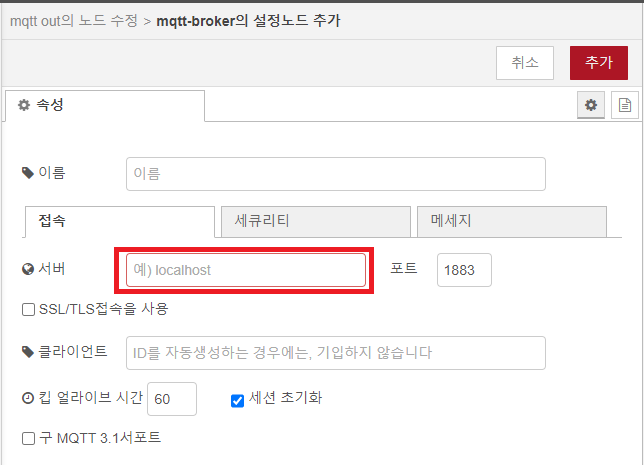 mqtt out의 노드 수정 > mqtt-broker의 설정노드 추가
취소 추가
속성
이름 이름
접속 세큐리티 메세지
서버 예) localhost 포트 1883
SSL/TLS접속을 사용
클라이언트 ID를 자동생성하는 경우에는, 기입하지 않습니다
킵 얼라이브 시간 60 세션 초기화
구 MQTT 3.1서포트